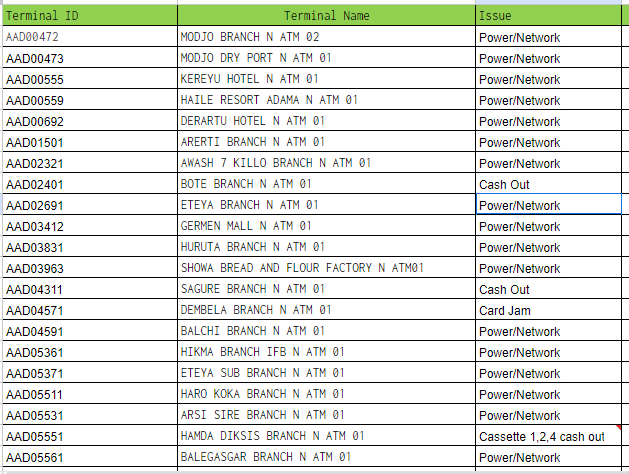 Terminal ID Terminal Name Issue
AAD00472 MODJO BRANCH N ATM 02 Power/Network
AAD00473 MODJO DRY PORT N ATM 01 Power/Network
AAD00555 KEREYU HOTEL N ATM 01 Power/Network
AAD00559 HAILE RESORT ADAMA N ATM 01 Power/Network
AAD00692 DERARTU HOTEL N ATM 01 Power/Network
AAD01501 ARERTI BRANCH N ATM 01 Power/Network
AAD02321 AWASH 7 KILLO BRANCH N ATM 01 Power/Network
AAD02401 BOTE BRANCH N ATM 01 Cash Out
AAD02691 ETEYA BRANCH N ATM 01 Power/Network
AAD03412 GERMEN MALL N ATM 01 Power/Network
AAD03831 HURUTA BRANCH N ATM 01 Power/Network
AAD03963 SHOWA BREAD AND FLOUR FACTORY N ATM01 Power/Network
AAD04311 SAGURE BRANCH N ATM 01 Cash Out
AAD04571 DEMBELA BRANCH N ATM 01 Card Jam
AAD04591 BALCHI BRANCH N ATM 01 Power/Network
AAD05361 HIKMA BRANCH IFB N ATM 01 Power/Network
AAD05371 ETEYA SUB BRANCH N ATM 01 Power/Network
AAD05511 HARO KOKA BRANCH N ATM 01 Power/Network
AAD05531 ARSI SIRE BRANCH N ATM 01 Power/Network
AAD05551 HAMDA DIKSIS BRANCH N ATM 01 Cassette 1,2,4 cash out
AAD05561 BALEGASGAR BRANCH N ATM 01 Power/Network